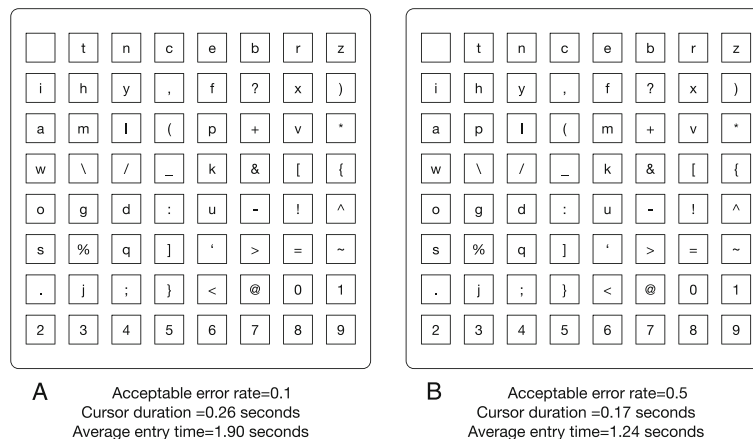 t n c e b r z
i h y , f ? x )
a m l ( p + v *
w \ / _ k & [ {
o g d : u - ! ^
s % q ] ‘ > = ~
. j ; } < @ 0 1
2 3 4 5 6 7 8 9
A
Acceptable error rate=0.1
Cursor duration =0.26 seconds
Average entry time=1.90 seconds
t n c e b r z
i h y , f ? x )
a p l ( m + v *
w \ / _ k & [ {
o g d : u - ! ^
s % q ] ‘ > = ~
. j ; } < @ 0 1
2 3 4 5 6 7 8 9
B
Acceptable error rate=0.5
Cursor duration =0.17 seconds
Average entry time=1.24 seconds